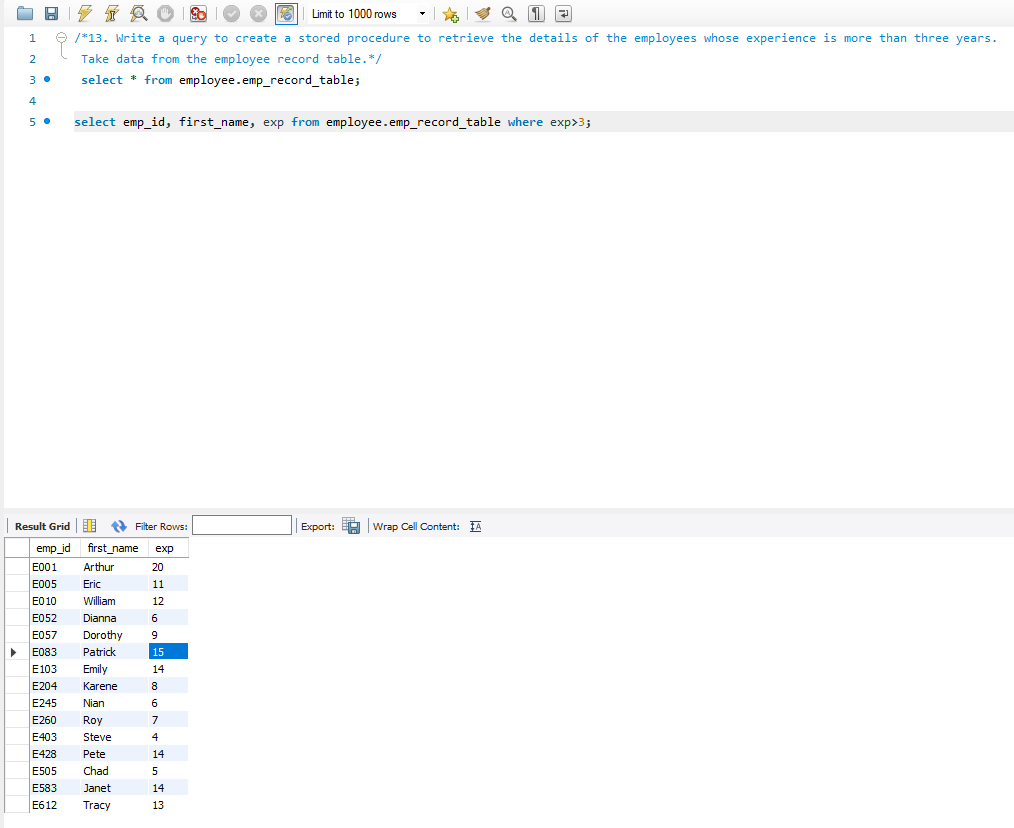 Limit to 1000 rows
1 /*13. Write a query to create a stored procedure to retrieve the details of the employees whose experience is more than three years.
2 Take data from the employee record table.*/
3 select * from employee.emp_record_table;
4
5 select emp_id, first_name, exp from employee.emp_record_table where exp>3;
Result Grid Filter Rows: Export: Wrap Cell Content:
emp_id first_name exp
E001 Arthur 20
E005 Eric 11
E010 William 12
E052 Dianna 6
E057 Dorothy 9
E083 Patrick 15
E103 Emily 14
E204 Karene 8
E245 Nian 6
E260 Roy 7
E403 Steve 4
E428 Pete 14
E505 Chad 5
E583 Janet 14
E612 Tracy 13